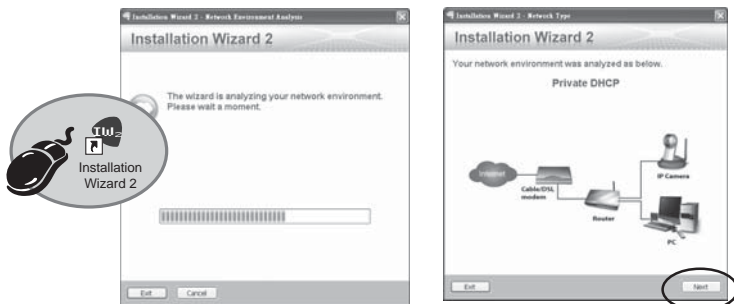 Installation Wizard 2 - Network Environment Analysis
Installation Wizard 2
The wizard is analyzing your network environment.
Please wait a moment.
IW2
Installation
Wizard 2
Exit
Cancel
Installation Wizard 2 - Network Type
Installation Wizard 2
Your network environment was analyzed as below.
Private DHCP
Internet
Cable/DSL
modem
IP Camera
Router
PC
Exit
Next